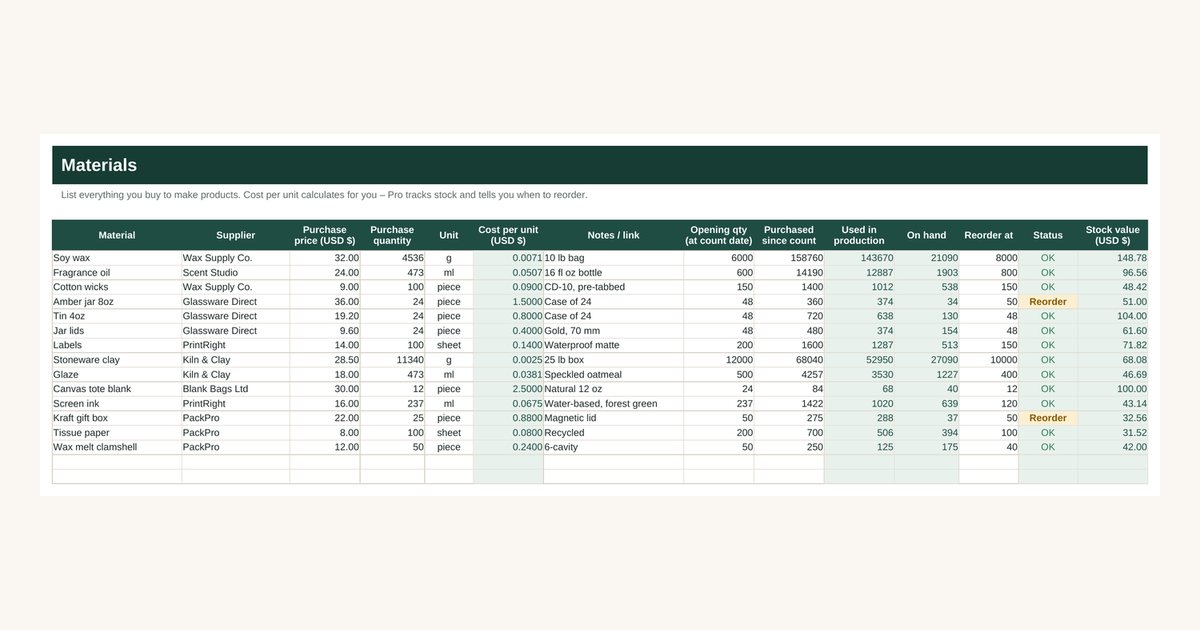 Materials
List everything you buy to make products. Cost per unit calculates for you – Pro tracks stock and tells you when to reorder.
Material Supplier Purchase price (USD $) Purchase quantity Unit Cost per unit (USD $) Notes / link Opening qty (at count date) Purchased since count Used in production On hand Reorder at Status Stock value (USD $)
Soy wax Wax Supply Co. 32.00 4536 g 0.0071 10 lb bag 6000 158760 143670 21090 8000 OK 148.78
Fragrance oil Scent Studio 24.00 473 ml 0.0507 16 fl oz bottle 600 14190 12887 1903 800 OK 96.56
Cotton wicks Wax Supply Co. 9.00 100 piece 0.0900 CD-10, pre-tabbed 150 1400 1012 538 150 OK 48.42
Amber jar 8oz Glassware Direct 36.00 24 piece 1.5000 Case of 24 48 360 374 34 50 Reorder 51.00
Tin 4oz Glassware Direct 19.20 24 piece 0.8000 Case of 24 48 720 638 130 48 OK 104.00
Jar lids Glassware Direct 9.60 24 piece 0.4000 Gold, 70 mm 48 480 374 154 48 OK 61.60
Labels PrintRight 14.00 100 sheet 0.1400 Waterproof matte 200 1600 1287 513 150 OK 71.82
Stoneware clay Kiln & Clay 28.50 11340 g 0.0025 25 lb box 12000 68040 52950 27090 10000 OK 68.08
Glaze Kiln & Clay 18.00 473 ml 0.0381 Speckled oatmeal 500 4257 3530 1227 400 OK 46.69
Canvas tote blank Blank Bags Ltd 30.00 12 piece 2.5000 Natural 12 oz 24 84 68 40 12 OK 100.00
Screen ink PrintRight 16.00 237 ml 0.0675 Water-based, forest green 237 1422 1020 639 120 OK 43.14
Kraft gift box PackPro 22.00 25 piece 0.8800 Magnetic lid 50 275 288 37 50 Reorder 32.56
Tissue paper PackPro 8.00 100 sheet 0.0800 Recycled 200 700 506 394 100 OK 31.52
Wax melt clamshell PackPro 12.00 50 piece 0.2400 6-cavity 50 250 125 175 40 OK 42.00